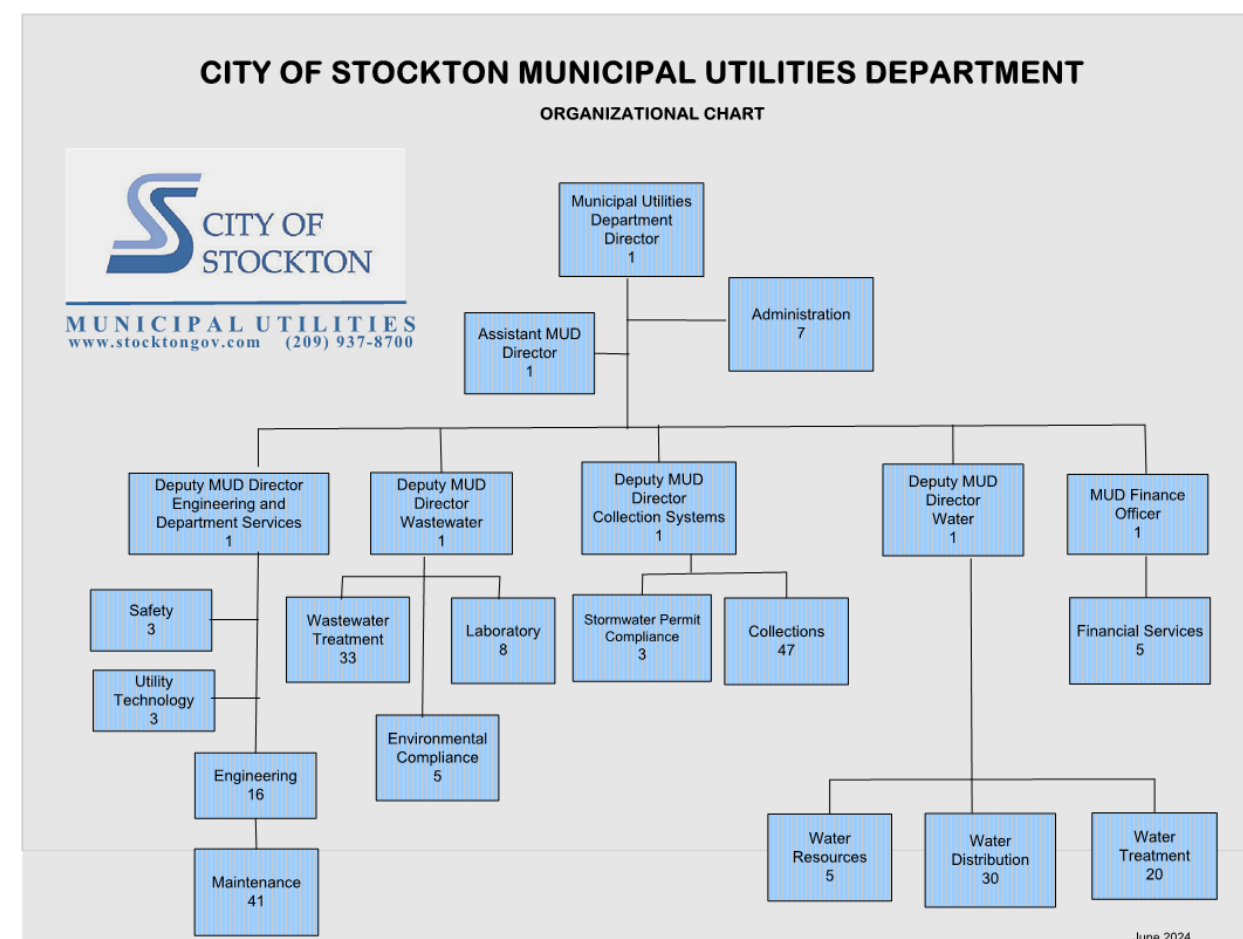 CITY OF STOCKTON MUNICIPAL UTILITIES DEPARTMENT
ORGANIZATIONAL CHART
CITY OF
STOCKTON
MUNICIPAL UTILITIES
www.stocktongov.com (209) 937-8700
Municipal Utilities
Department
Director
1
Administration
7
Assistant MUD
Director
1
Deputy MUD Director
Engineering and
Department Services
1
Deputy MUD
Director
Wastewater
1
Deputy MUD
Director
Collection Systems
1
Deputy MUD
Director
Water
1
MUD Finance
Officer
1
Safety
3
Utility
Technology
3
Engineering
16
Maintenance
41
Wastewater
Treatment
33
Laboratory
8
Environmental
Compliance
5
Stormwater Permit
Compliance
3
Collections
47
Financial Services
5
Water
Resources
5
Water
Distribution
30
Water
Treatment
20
June 2024